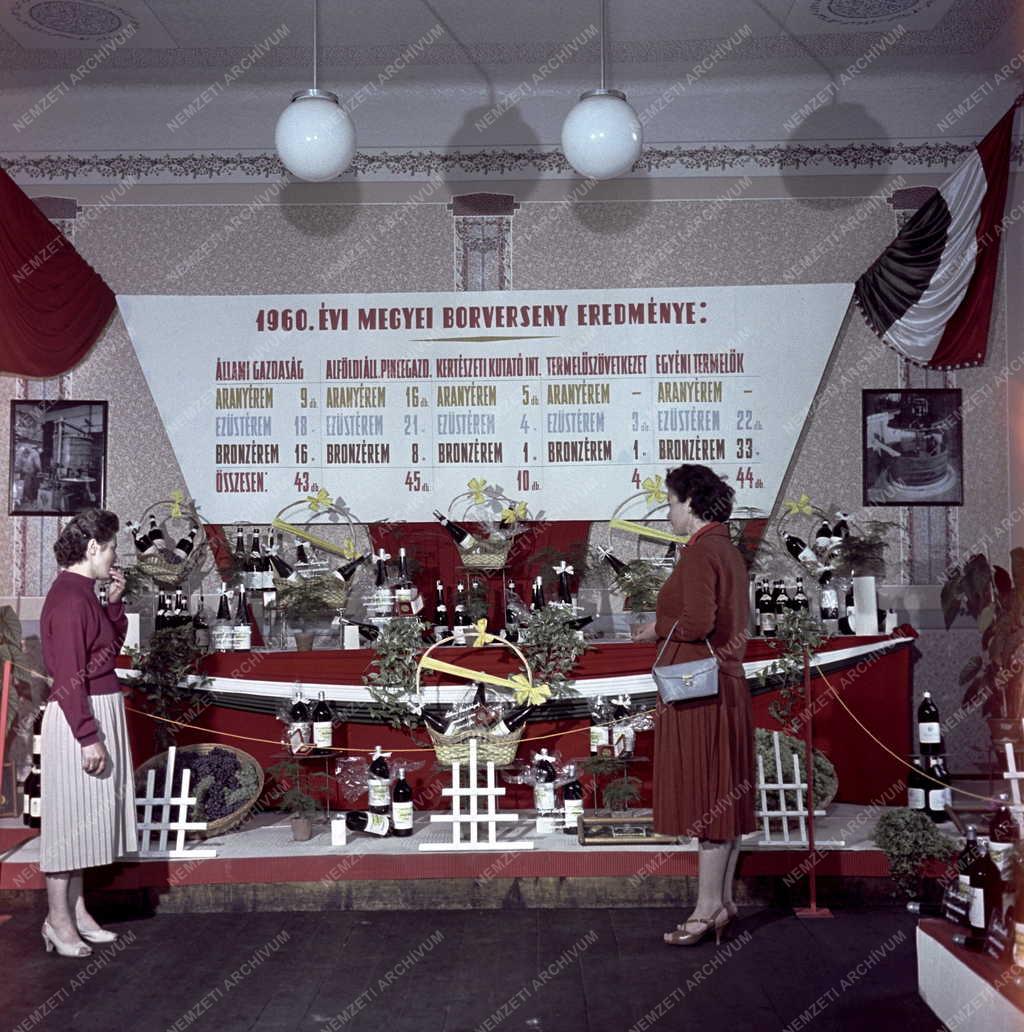 1960. ÉVI MEGYEI BORVERSENY EREDMÉNYE:
ÁLLAMI GAZDASÁG ALFÖLDI ÁLL. PINCEGAZD. KERTÉSZETI KUTATÓ INT. TERMELŐSZÖVETKEZET EGYÉNI TERMELŐK
ARANYÉREM 9 db. ARANYÉREM 16 db. ARANYÉREM 5 db. ARANYÉREM – ARANYÉREM –
EZÜSTÉREM 18 " EZÜSTÉREM 21 " EZÜSTÉREM 4 " EZÜSTÉREM 3 db. EZÜSTÉREM 22 db.
BRONZÉREM 16 " BRONZÉREM 8 " BRONZÉREM 1 " BRONZÉREM 1 " BRONZÉREM 33 "
ÖSSZESEN: 43 db. 45 db. 10 db. 4 44 db.
NEMZETI ARCHÍVUM